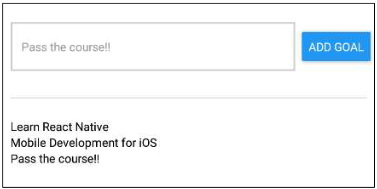 Pass the course!!
ADD GOAL
Learn React Native
Mobile Development for iOS
Pass the course!!